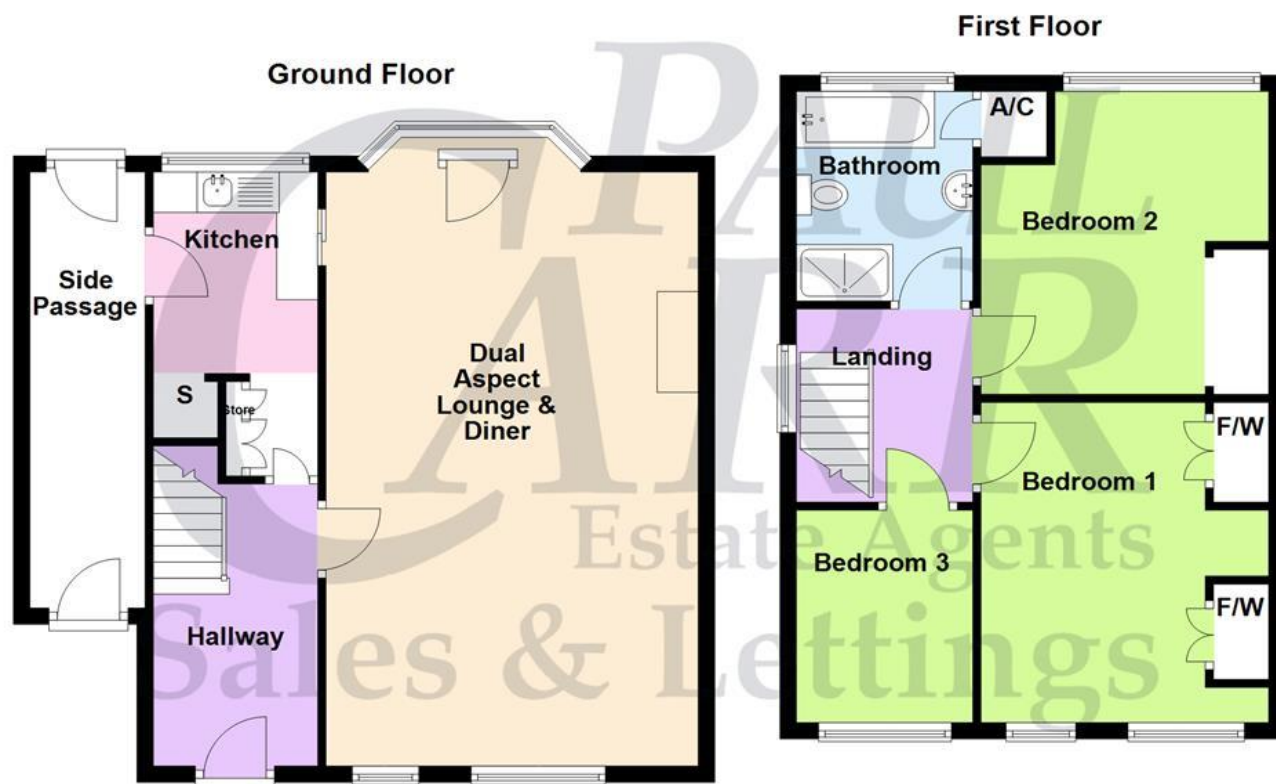 First Floor
Ground Floor
A/C
Bathroom
Bedroom 2
Kitchen
Side
Passage
Dual
Aspect
Lounge &
Diner
Landing
S
Store
F/W
Bedroom 1
Bedroom 3
F/W
Hallway
PAUL
CARR
Estate Agents
Sales & Lettings